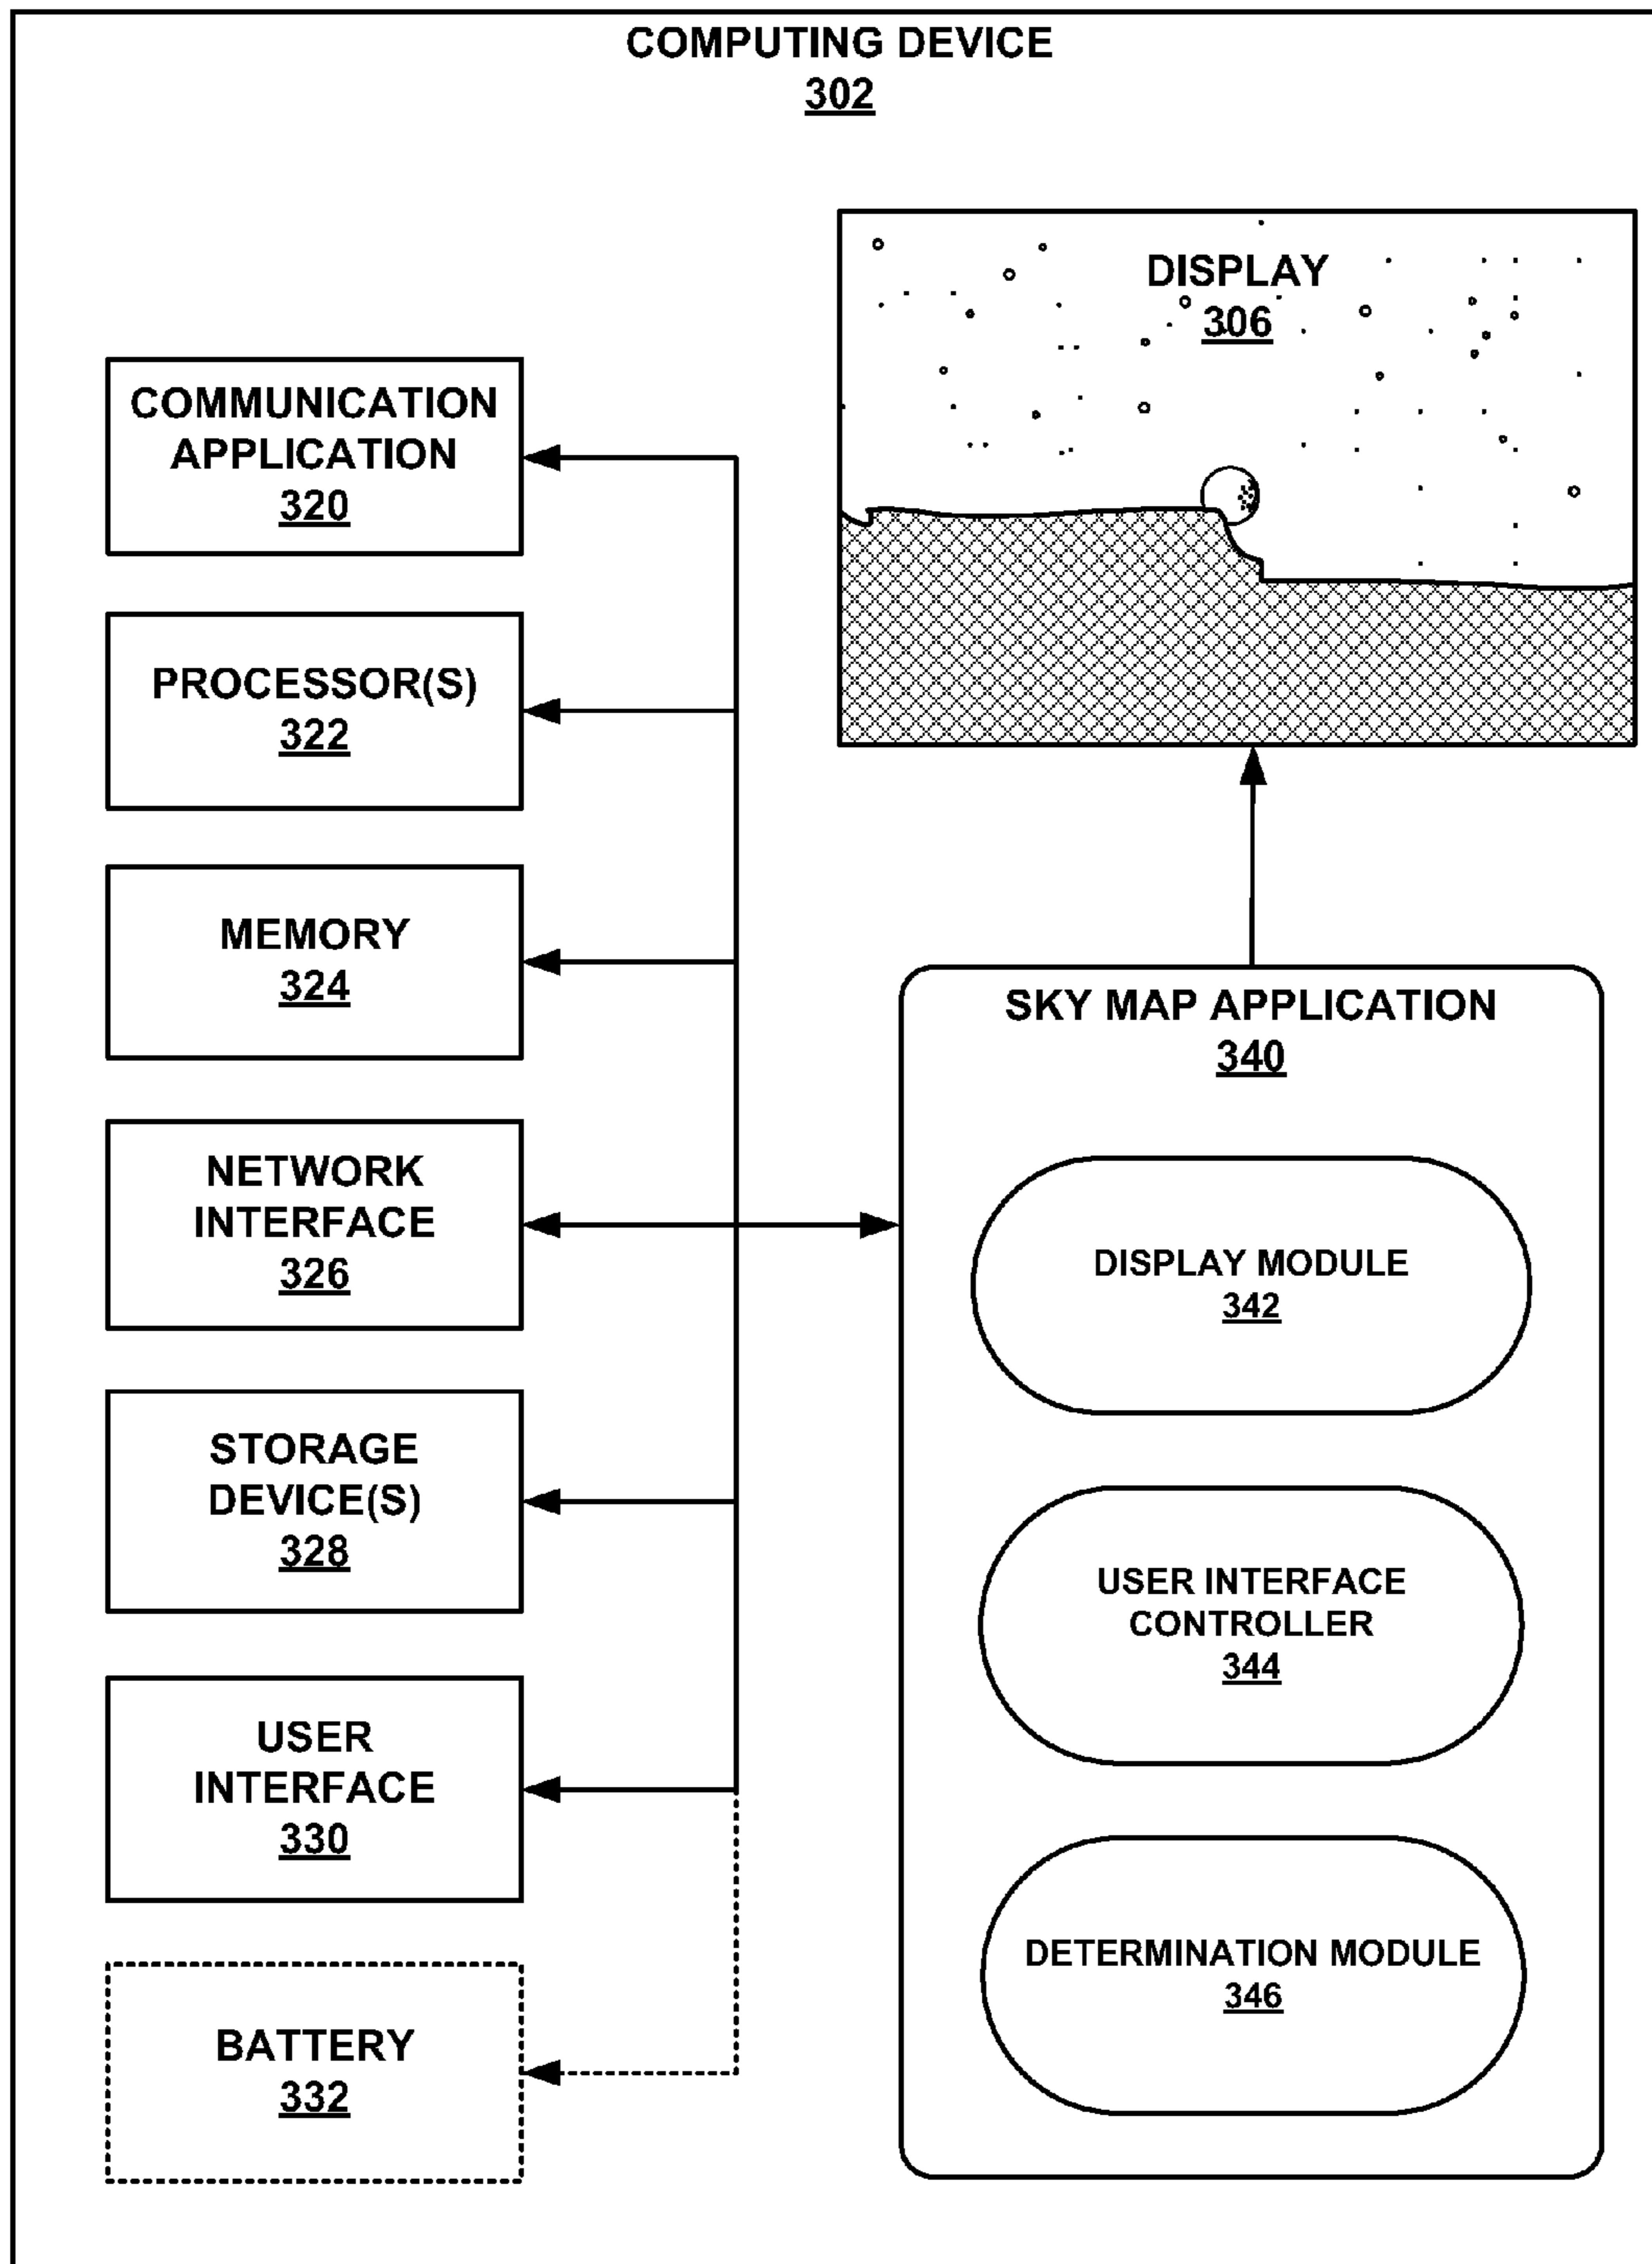 COMPUTING DEVICE
302
DISPLAY
306
COMMUNICATION
APPLICATION
320
PROCESSOR(S)
322
MEMORY
324
NETWORK
INTERFACE
326
STORAGE
DEVICE(S)
328
USER
INTERFACE
330
BATTERY
332
SKY MAP APPLICATION
340
DISPLAY MODULE
342
USER INTERFACE
CONTROLLER
344
DETERMINATION MODULE
346